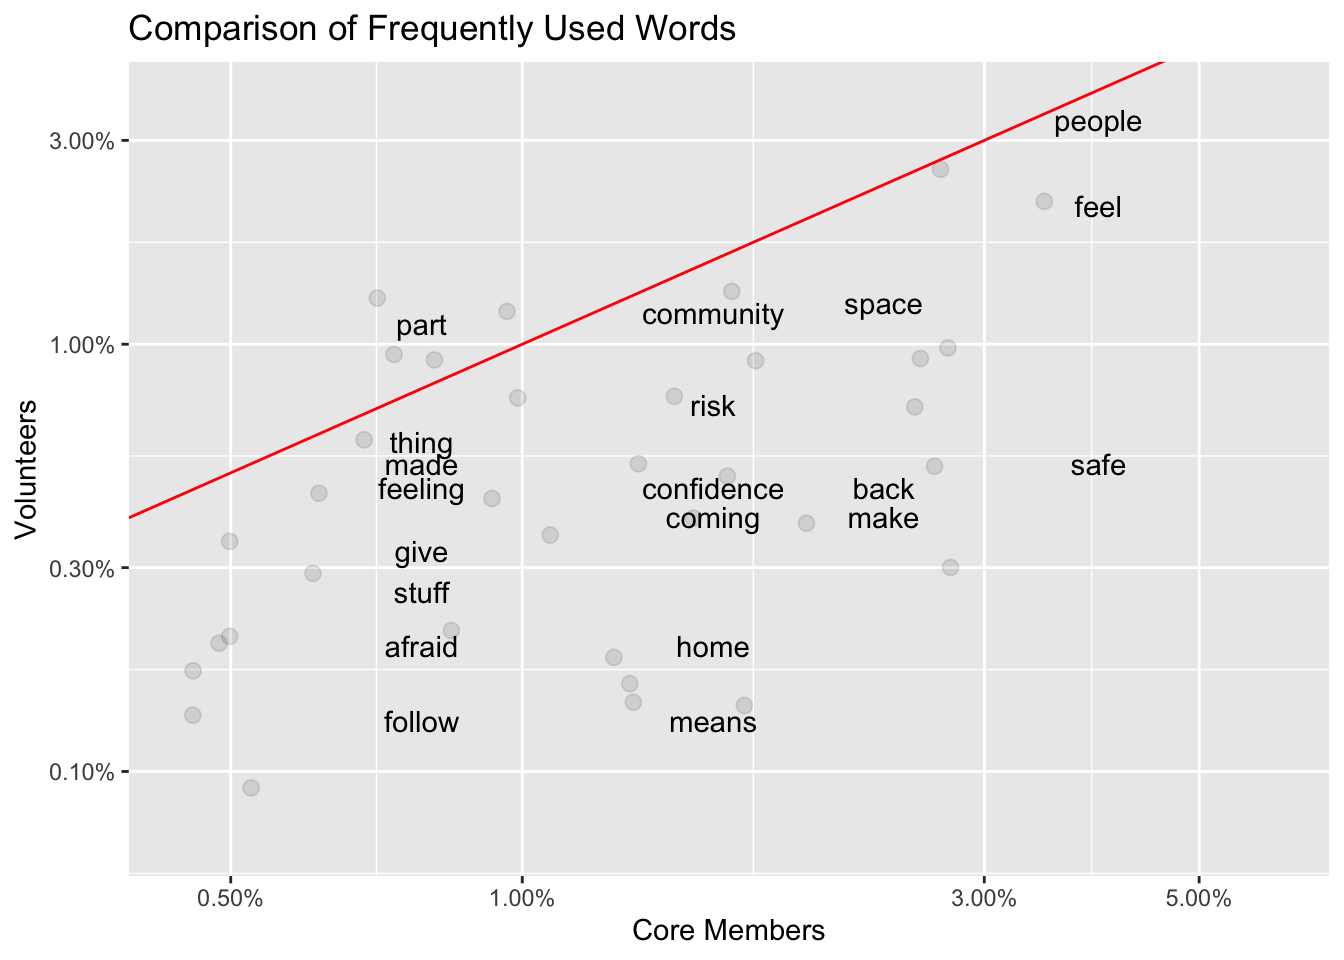 Comparison of Frequently Used Words
people
3.00%
feel
space
community
part
1.00%
risk
Volunteers
thing
made
safe
feeling
confidence
back
coming
make
give
0.30%
stuff
afraid
home
follow
means
0.10%
0.50%
1.00%
3.00%
5.00%
Core Members